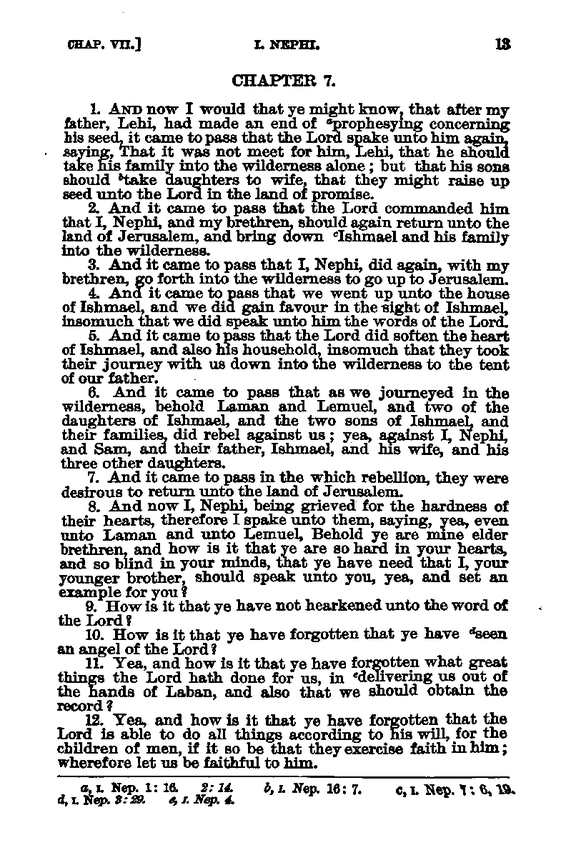 CHAP. VII.] I. NEPHI. 13
CHAPTER 7.
1. AND now I would that ye might know, that after my
father, Lehi, had made an end of ᵃprophesying concerning
his seed, it came to pass that the Lord spake unto him again,
saying, That it was not meet for him, Lehi, that he should
take his family into the wilderness alone; but that his sons
should ᵇtake daughters to wife, that they might raise up
seed unto the Lord in the land of promise.
2. And it came to pass that the Lord commanded him
that I, Nephi, and my brethren, should again return unto the
land of Jerusalem, and bring down ᶜIshmael and his family
into the wilderness.
3. And it came to pass that I, Nephi, did again, with my
brethren, go forth into the wilderness to go up to Jerusalem.
4. And it came to pass that we went up unto the house
of Ishmael, and we did gain favour in the sight of Ishmael,
insomuch that we did speak unto him the words of the Lord.
5. And it came to pass that the Lord did soften the heart
of Ishmael, and also his household, insomuch that they took
their journey with us down into the wilderness to the tent
of our father.
6. And it came to pass that as we journeyed in the
wilderness, behold Laman and Lemuel, and two of the
daughters of Ishmael, and the two sons of Ishmael, and
their families, did rebel against us; yea, against I, Nephi,
and Sam, and their father, Ishmael, and his wife, and his
three other daughters.
7. And it came to pass in the which rebellion, they were
desirous to return unto the land of Jerusalem.
8. And now I, Nephi, being grieved for the hardness of
their hearts, therefore I spake unto them, saying, yea, even
unto Laman and unto Lemuel, Behold ye are mine elder
brethren, and how is it that ye are so hard in your hearts,
and so blind in your minds, that ye have need that I, your
younger brother, should speak unto you, yea, and set an
example for you?
9. How is it that ye have not hearkened unto the word of
the Lord?
10. How is it that ye have forgotten that ye have ᵈseen
an angel of the Lord?
11. Yea, and how is it that ye have forgotten what great
things the Lord hath done for us, in ᵉdelivering us out of
the hands of Laban, and also that we should obtain the
record?
12. Yea, and how is it that ye have forgotten that the
Lord is able to do all things according to his will, for the
children of men, if it so be that they exercise faith in him;
wherefore let us be faithful to him.
a, I. Nep. 1: 16. 2: 14. b, I. Nep. 16: 7. c, I. Nep. 7: 6, 19.
d, I. Nep. 3: 29. e, I. Nep. 4.